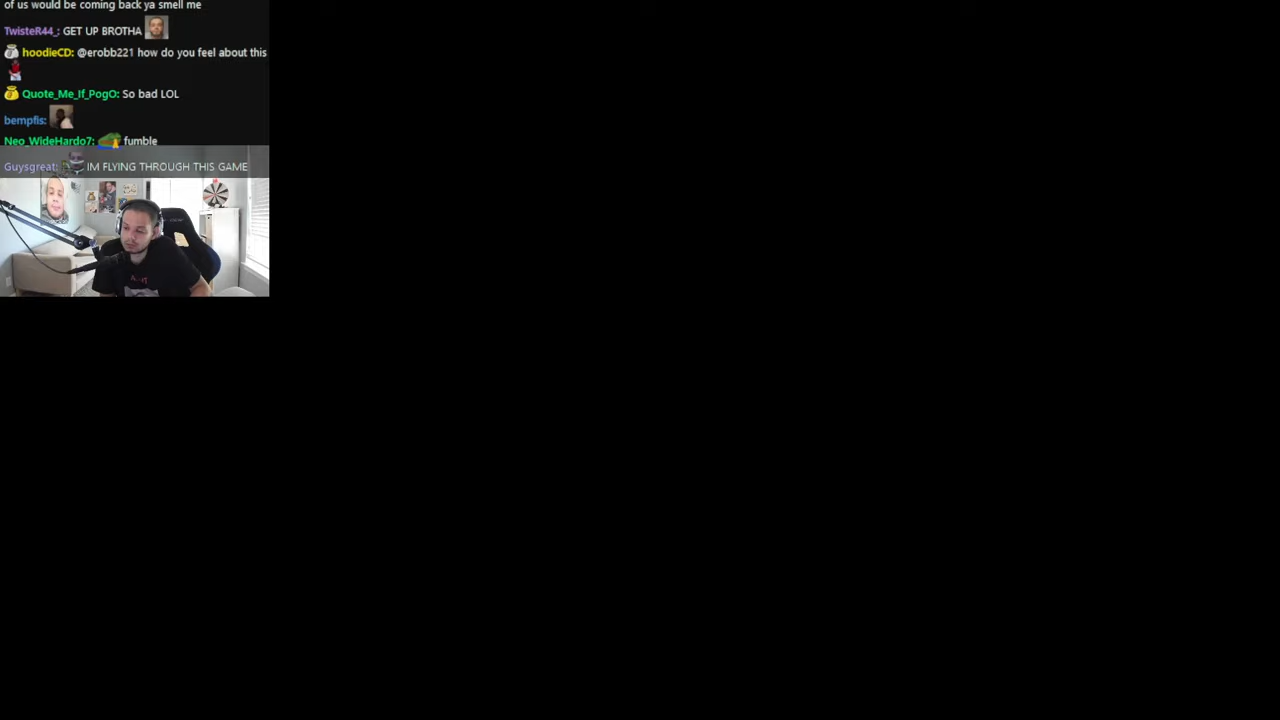 of us would be coming back ya smell me
TwisteR44_: GET UP BROTHA
hoodieCD: @erobb221 how do you feel about this
Quote_Me_If_PogO: So bad LOL
bempfis:
Neo_WideHardo7: fumble
Guysgreat: IM FLYING THROUGH THIS GAME